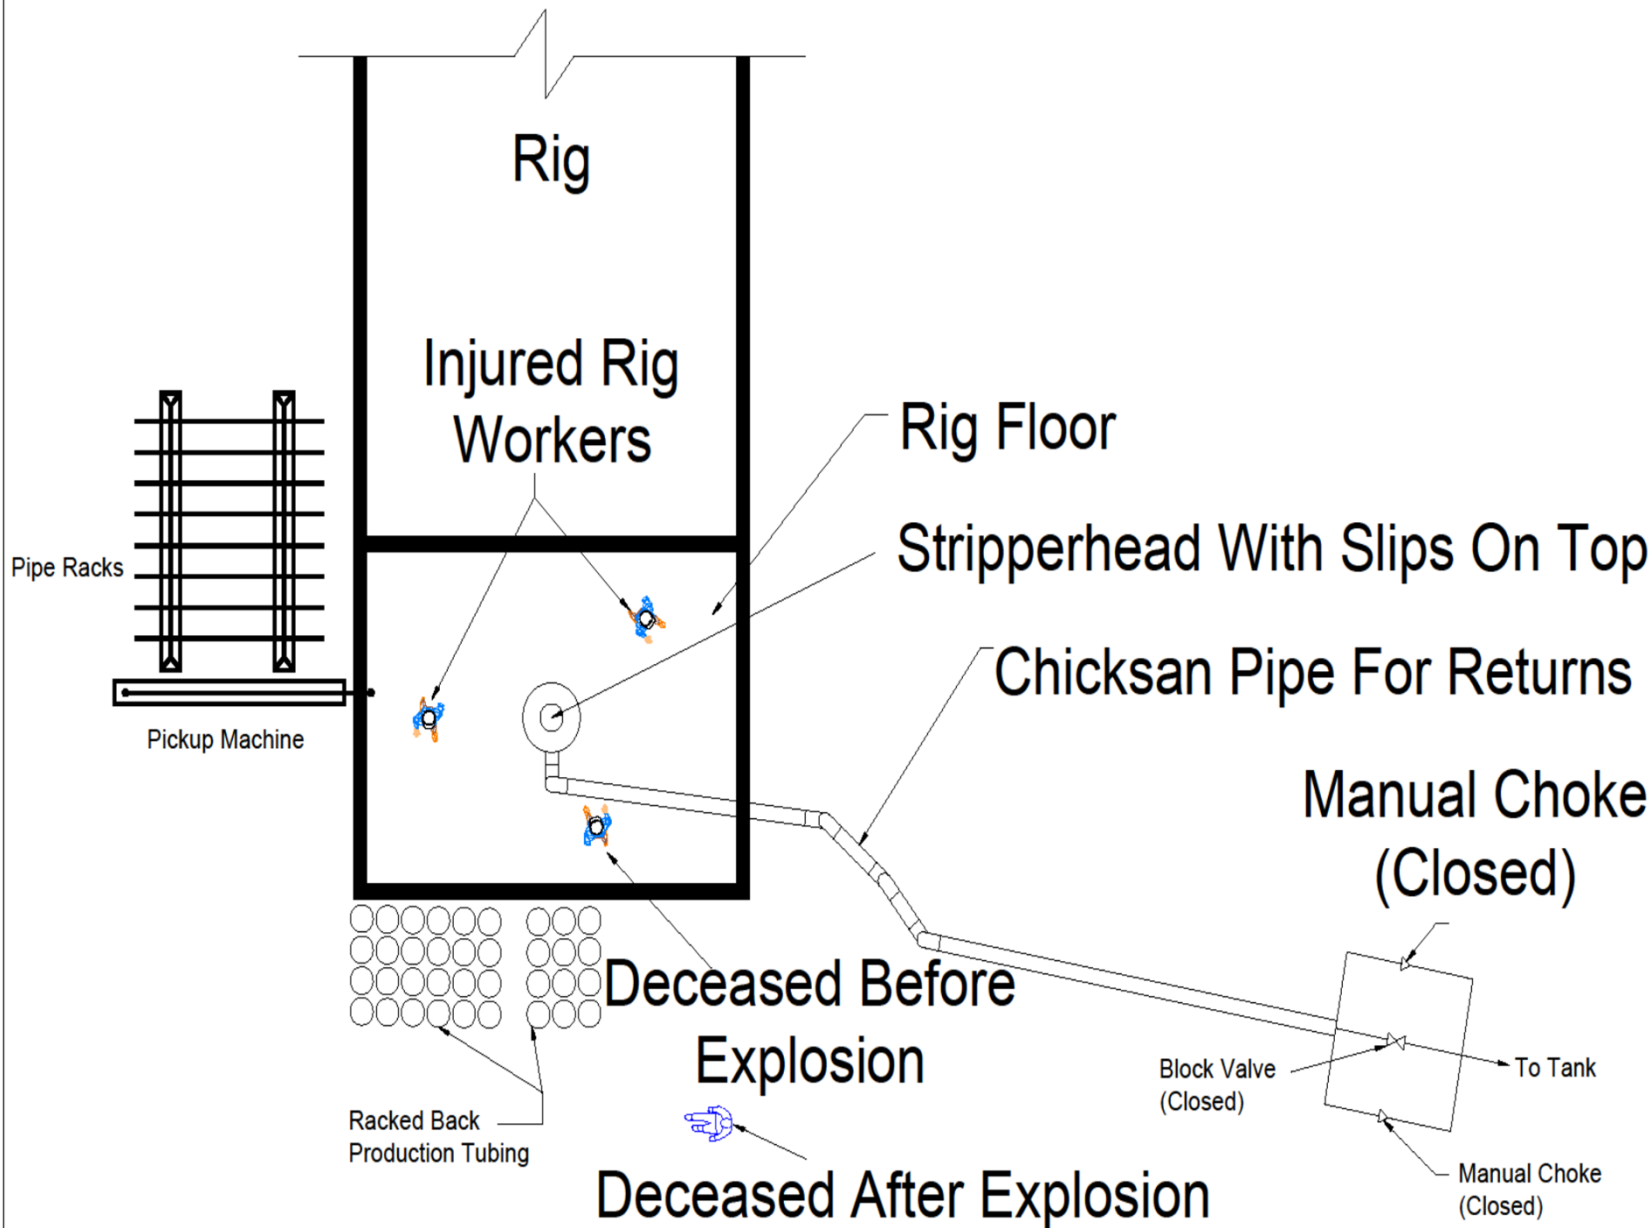 Rig
Injured Rig
Workers
Rig Floor
Stripperhead With Slips On Top
Pipe Racks
Chicksan Pipe For Returns
Pickup Machine
Manual Choke
(Closed)
Deceased Before
Explosion
Block Valve
(Closed)
To Tank
Racked Back
Production Tubing
Deceased After Explosion
Manual Choke
(Closed)